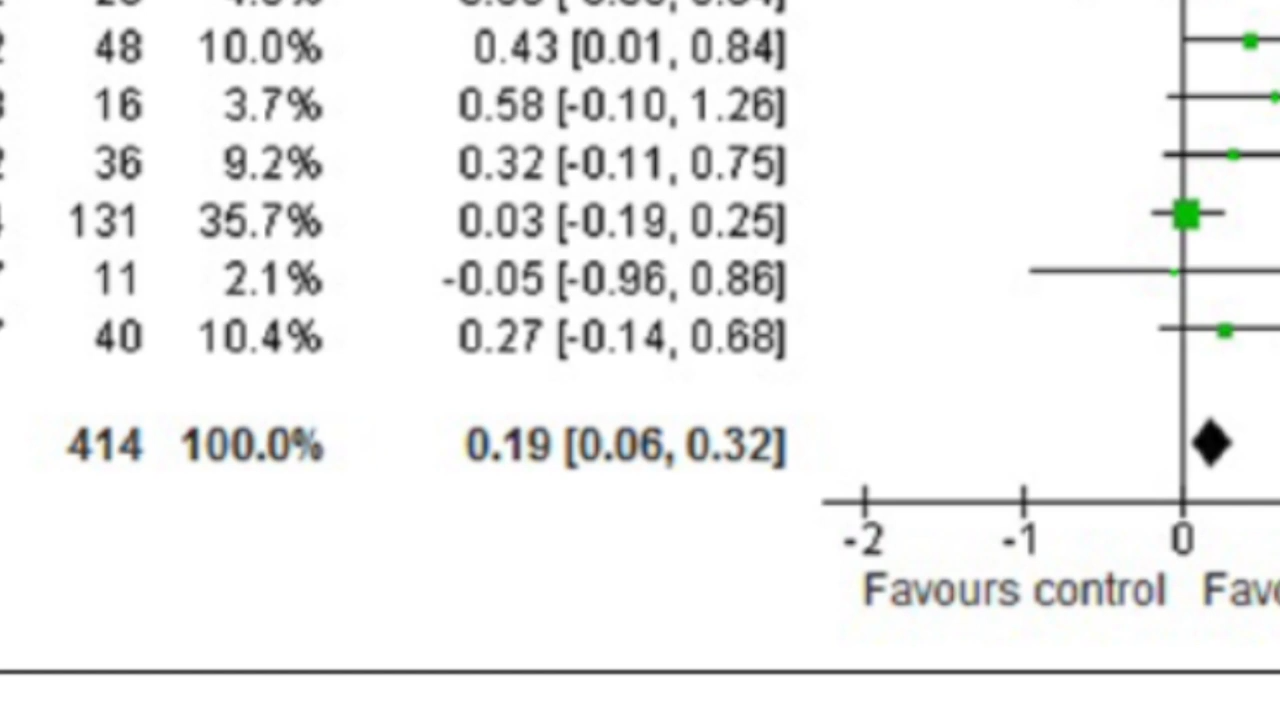 48 10.0% 0.43 [0.01, 0.84]
16 3.7% 0.58 [-0.10, 1.26]
36 9.2% 0.32 [-0.11, 0.75]
131 35.7% 0.03 [-0.19, 0.25]
11 2.1% -0.05 [-0.96, 0.86]
40 10.4% 0.27 [-0.14, 0.68]
414 100.0% 0.19 [0.06, 0.32]
-2 -1 0
Favours control